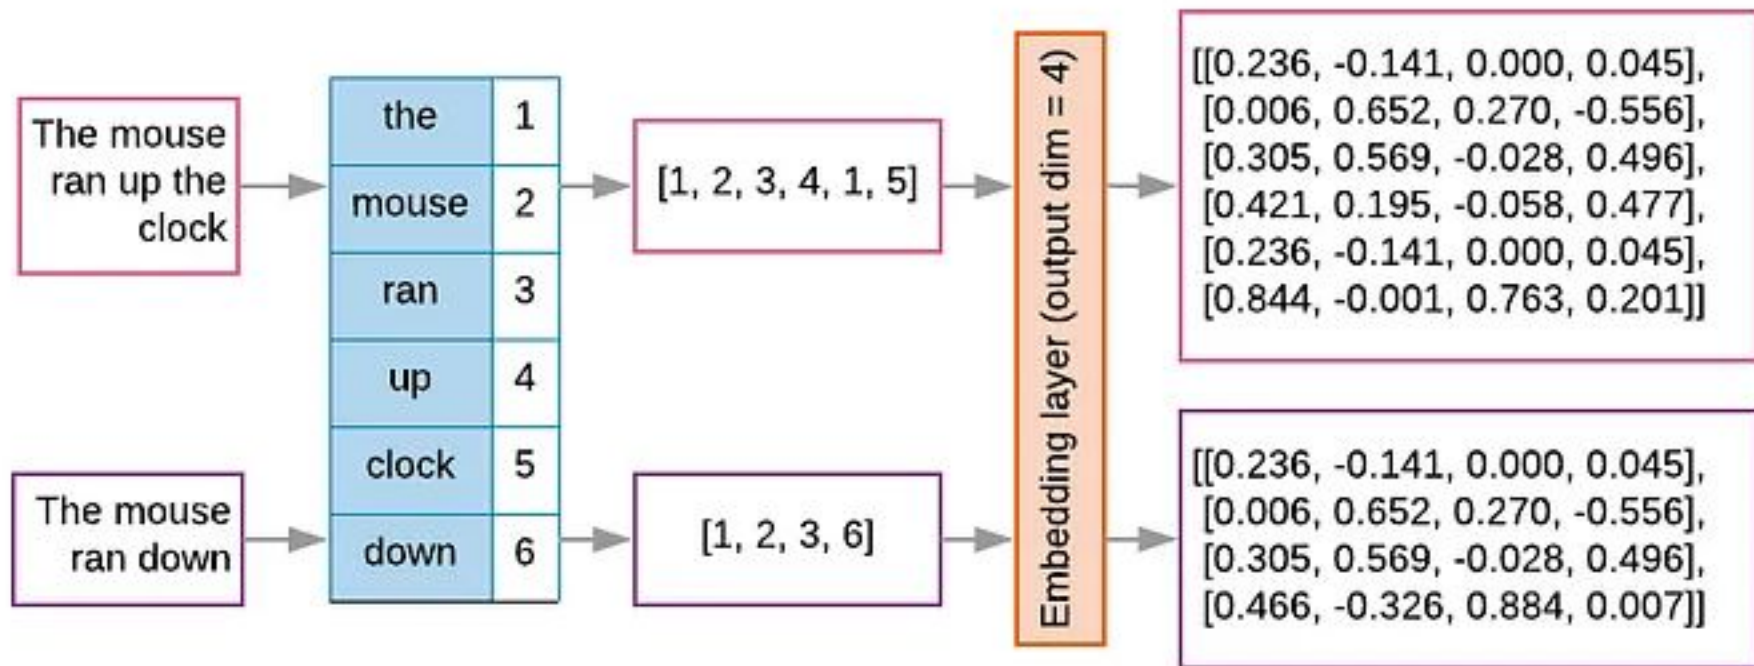 The mouse
ran up the
clock
the 1
mouse 2
ran 3
up 4
clock 5
down 6
[1, 2, 3, 4, 1, 5]
Embedding layer (output dim = 4)
[[0.236, -0.141, 0.000, 0.045],
[0.006, 0.652, 0.270, -0.556],
[0.305, 0.569, -0.028, 0.496],
[0.421, 0.195, -0.058, 0.477],
[0.236, -0.141, 0.000, 0.045],
[0.844, -0.001, 0.763, 0.201]]
The mouse
ran down
[1, 2, 3, 6]
[[0.236, -0.141, 0.000, 0.045],
[0.006, 0.652, 0.270, -0.556],
[0.305, 0.569, -0.028, 0.496],
[0.466, -0.326, 0.884, 0.007]]